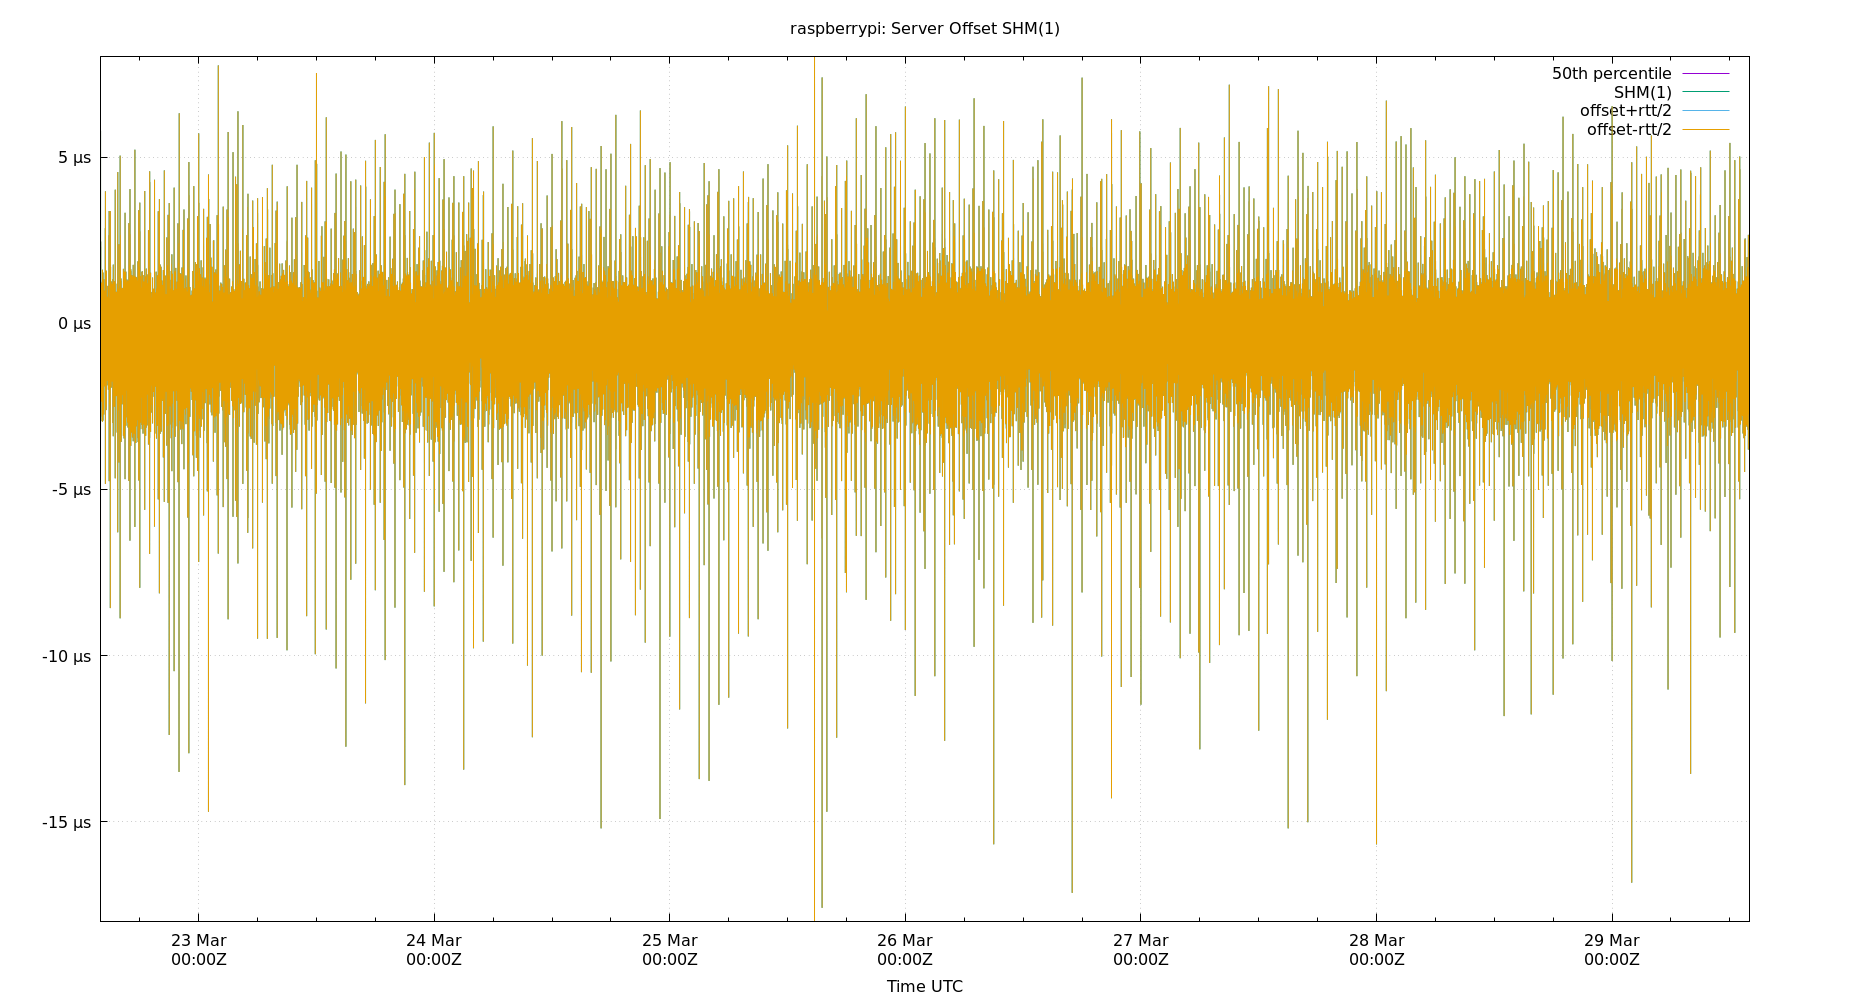 raspberrypi: Server Offset SHM(1)
50th percentile
SHM(1)
offset+rtt/2
offset-rtt/2
5 µs
0 µs
-5 µs
-10 µs
-15 µs
23 Mar 24 Mar 25 Mar 26 Mar 27 Mar 28 Mar 29 Mar
00:00Z 00:00Z 00:00Z 00:00Z 00:00Z 00:00Z 00:00Z
Time UTC